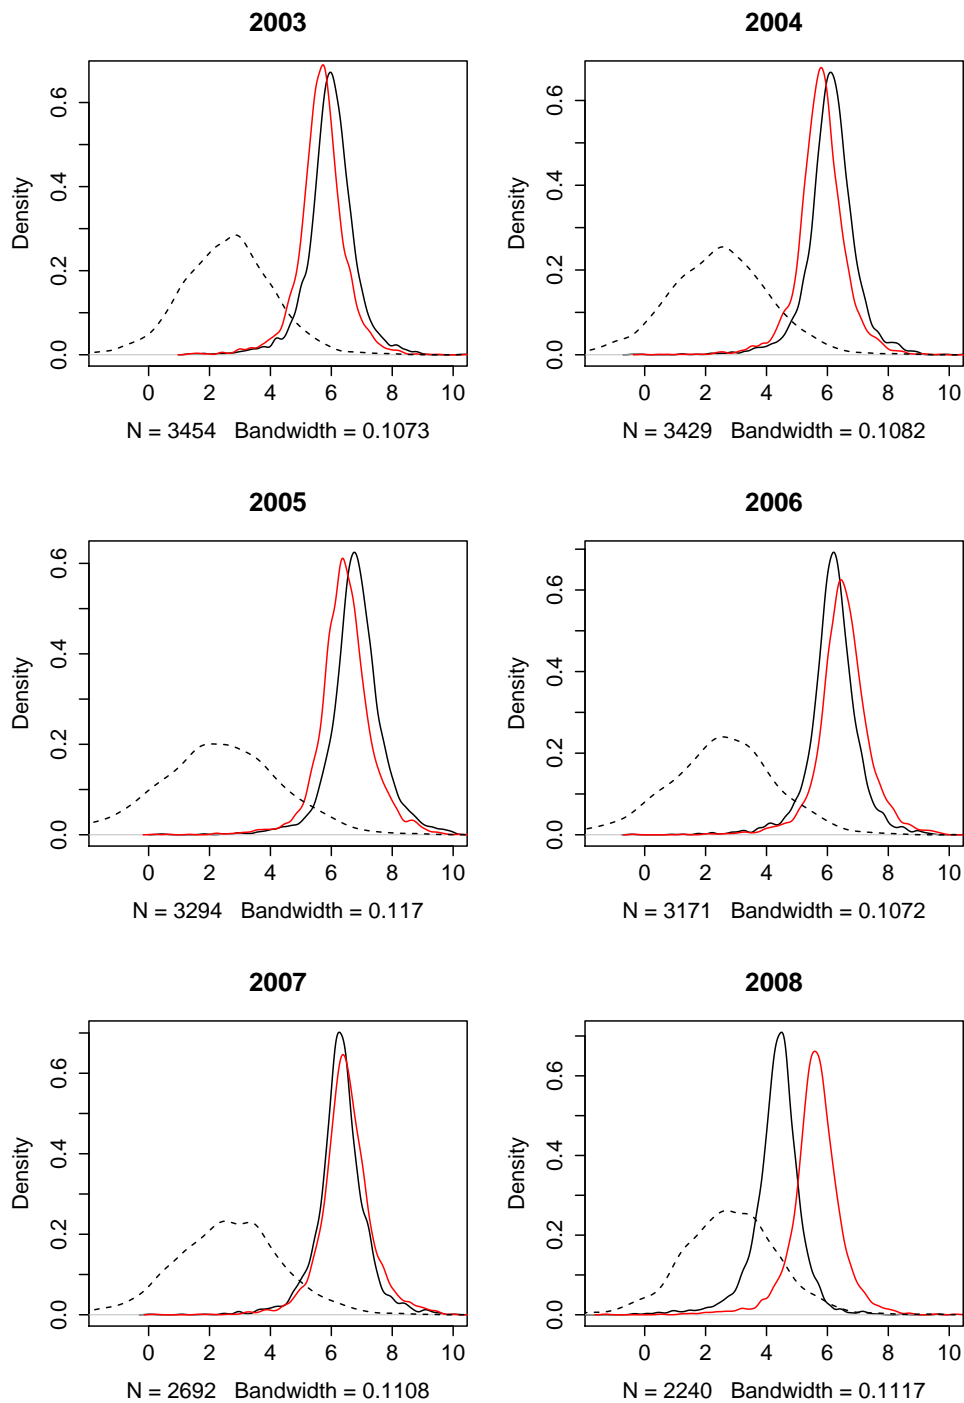 2003
Density
0.0 0.2 0.4 0.6
0 2 4 6 8 10
N = 3454 Bandwidth = 0.1073
2004
Density
0.0 0.2 0.4 0.6
0 2 4 6 8 10
N = 3429 Bandwidth = 0.1082
2005
Density
0.0 0.2 0.4 0.6
0 2 4 6 8 10
N = 3294 Bandwidth = 0.117
2006
Density
0.0 0.2 0.4 0.6
0 2 4 6 8 10
N = 3171 Bandwidth = 0.1072
2007
Density
0.0 0.2 0.4 0.6
0 2 4 6 8 10
N = 2692 Bandwidth = 0.1108
2008
Density
0.0 0.2 0.4 0.6
0 2 4 6 8 10
N = 2240 Bandwidth = 0.1117